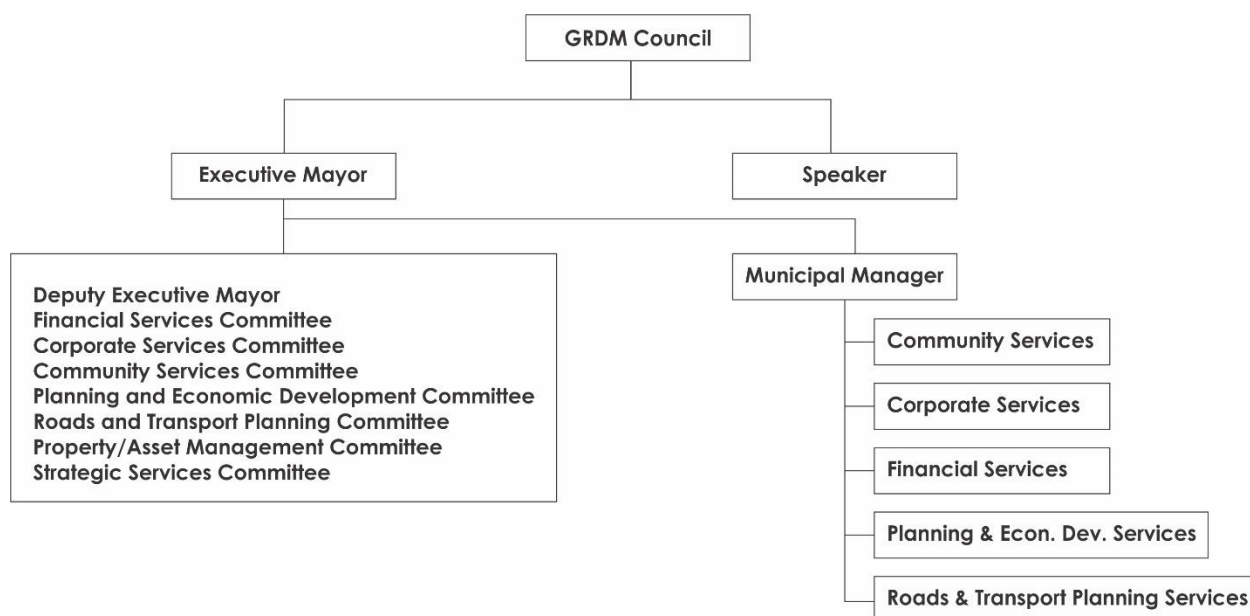 GRDM Council
Executive Mayor
Speaker
Deputy Executive Mayor
Financial Services Committee
Corporate Services Committee
Community Services Committee
Planning and Economic Development Committee
Roads and Transport Planning Committee
Property/Asset Management Committee
Strategic Services Committee
Municipal Manager
Community Services
Corporate Services
Financial Services
Planning & Econ. Dev. Services
Roads & Transport Planning Services